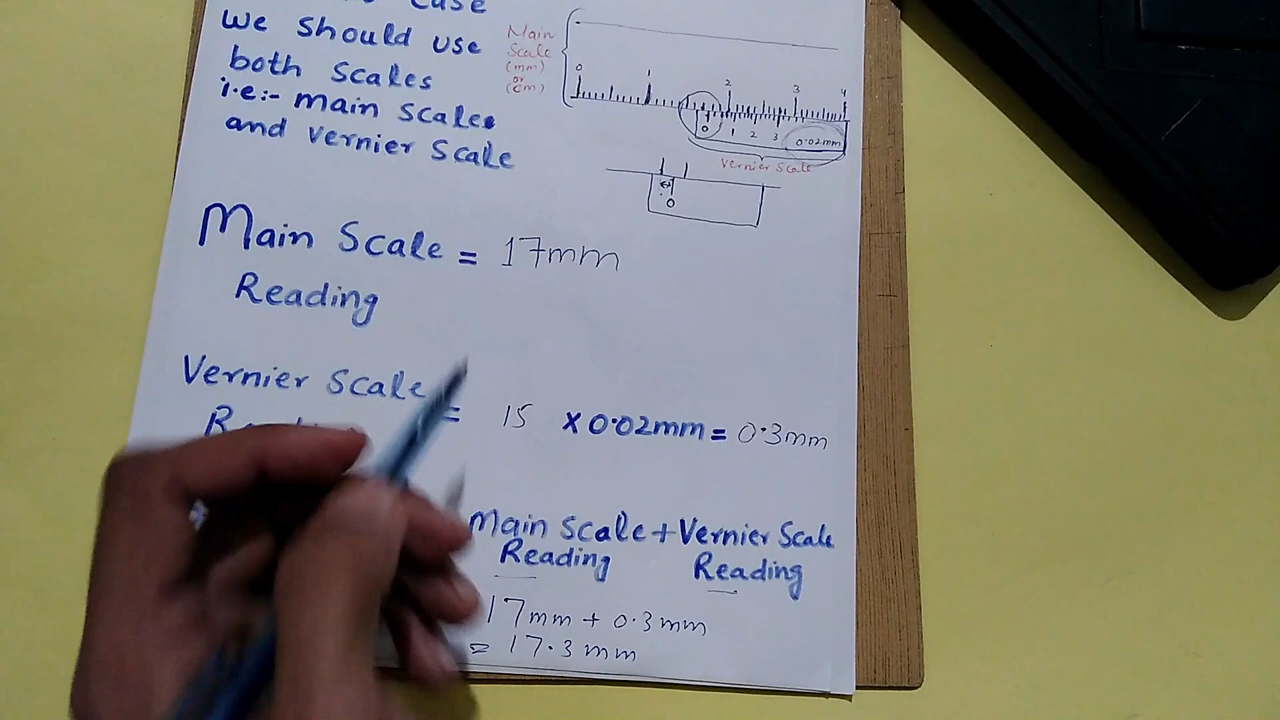 case
we should use
both scales
i.e:- main scales
and vernier scale
Main
Scale
(mm)
or
(cm)
0 1 2 3 4
0 1 2 3 0.02mm
Vernier Scale
0
Main Scale = 17mm
Reading
Vernier Scale = 15 × 0.02mm = 0.3mm
Main scale + Vernier Scale
Reading Reading
17mm + 0.3mm
= 17.3mm